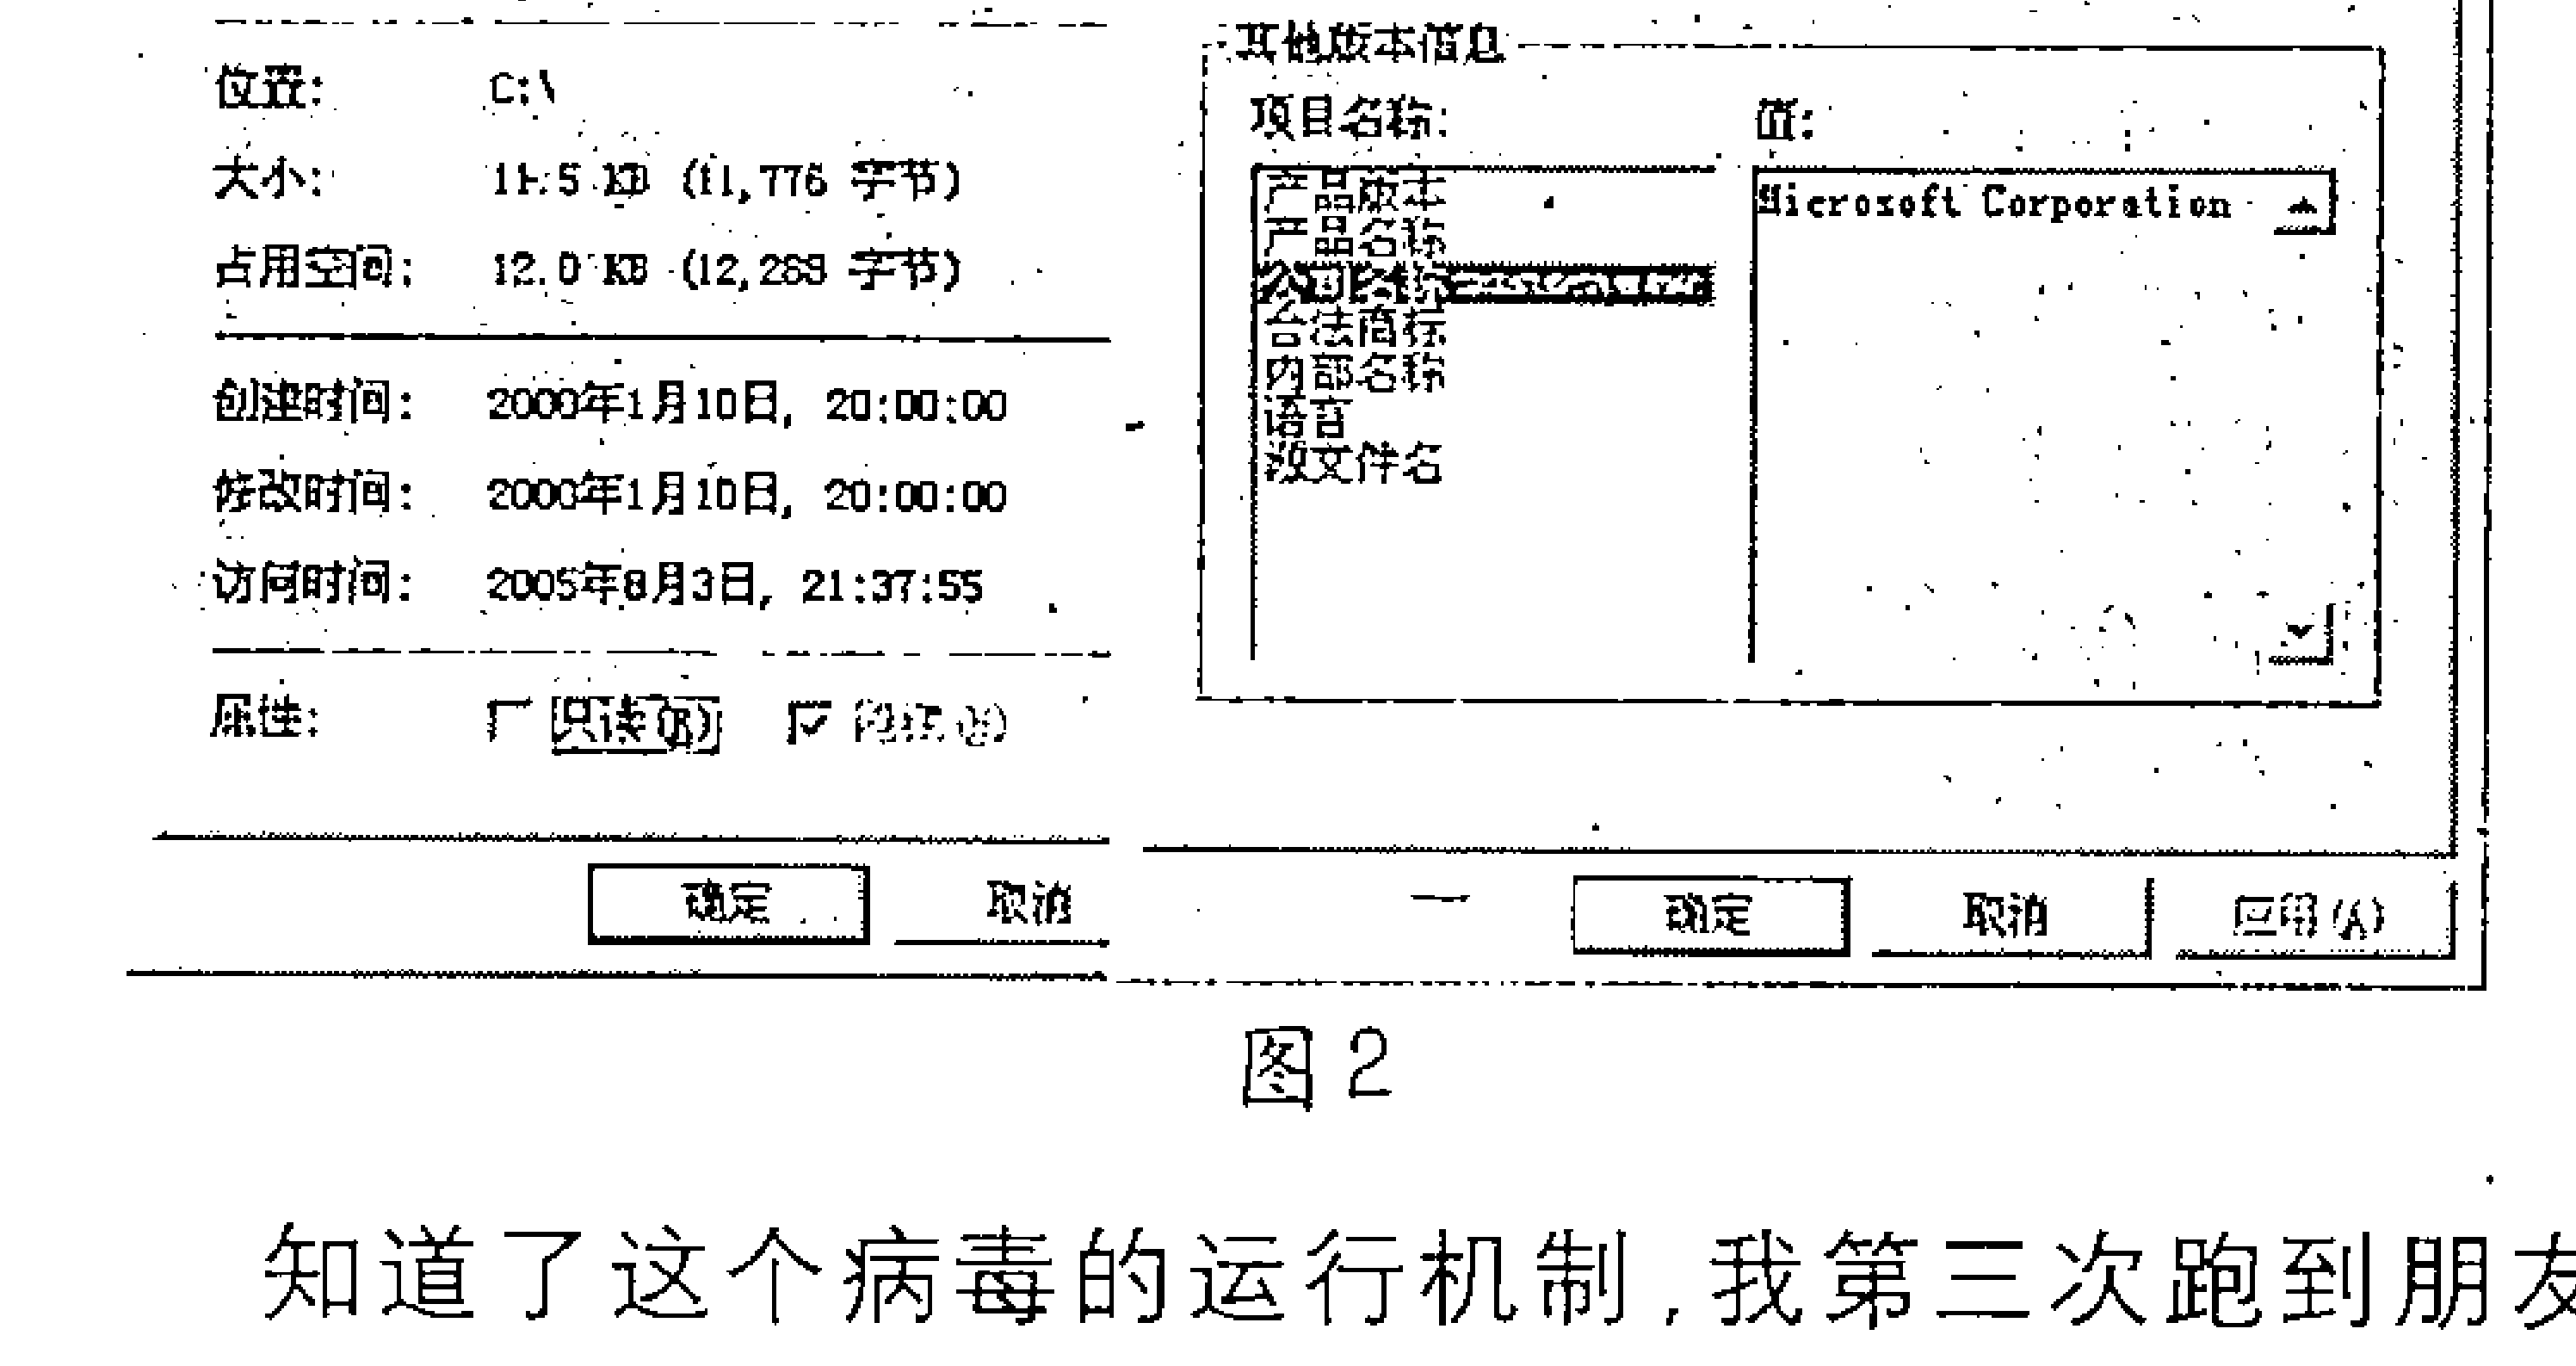 位置: C:\
大小: 11.5 KB (11,776 字节)
占用空间: 12.0 KB (12,288 字节)
创建时间: 2000年1月10日, 20:00:00
修改时间: 2000年1月10日, 20:00:00
访问时间: 2005年8月3日, 21:37:55
属性: 只读(R) 隐藏(H)
确定 取消
其他版本信息
项目名称: 值:
产品版本 Microsoft Corporation
产品名称
公司名称
合法商标
内部名称
语言
源文件名
确定 取消 应用(A)
图2
知道了这个病毒的运行机制,我第三次跑到朋友